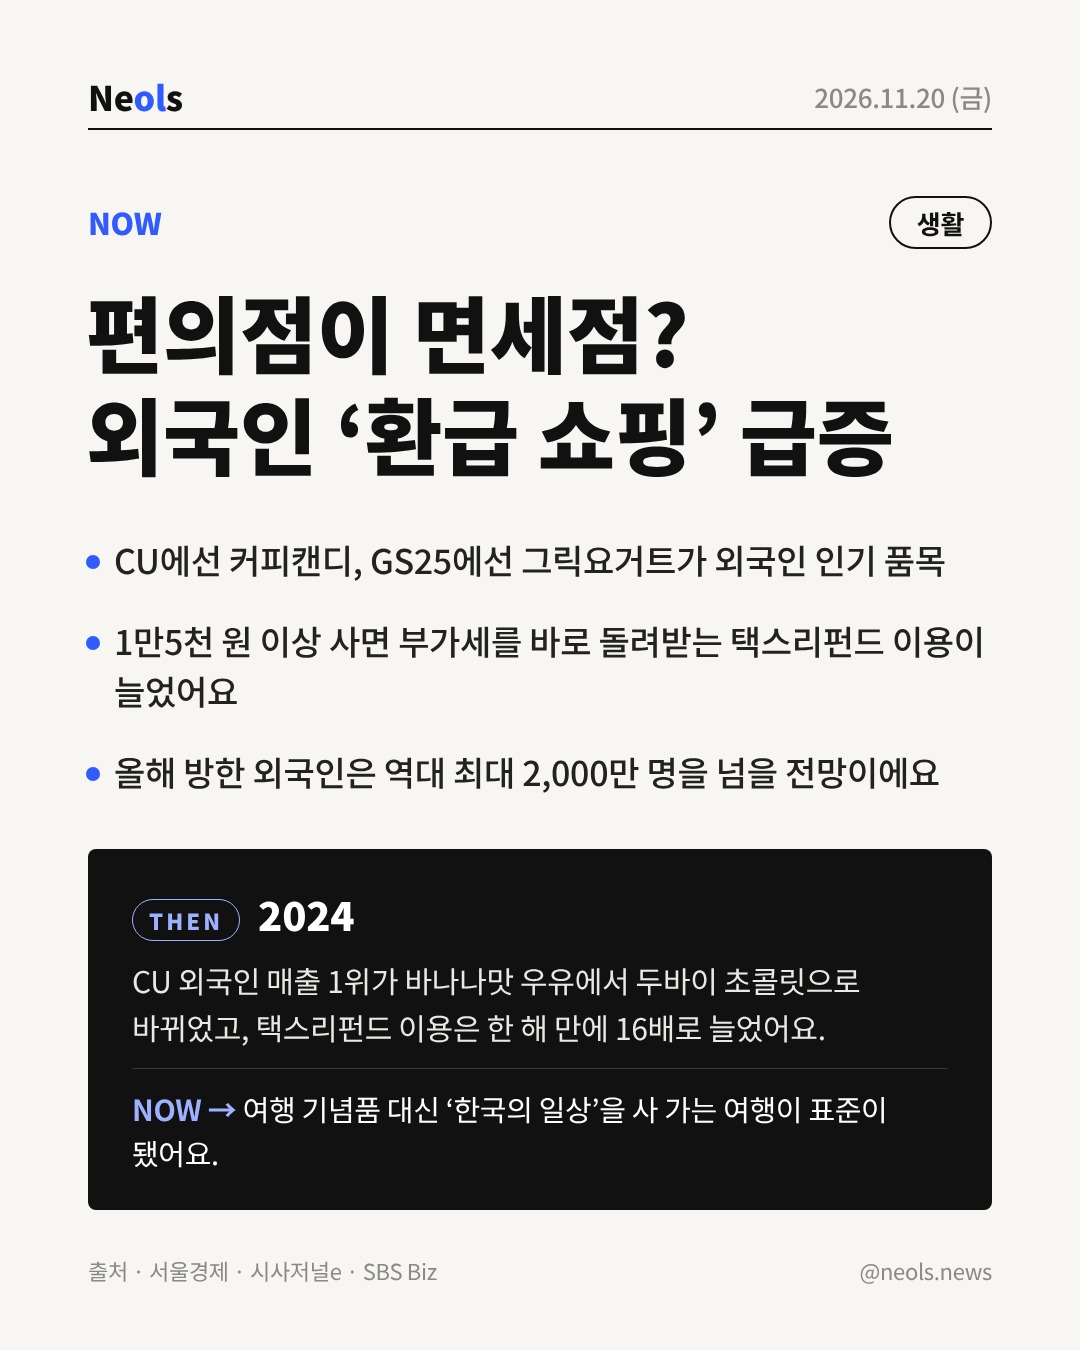 Neols
2026.11.20 (금)
NOW
생활
편의점이 면세점?
외국인 ‘환급 쇼핑’ 급증
CU에선 커피캔디, GS25에선 그릭요거트가 외국인 인기 품목
1만5천 원 이상 사면 부가세를 바로 돌려받는 택스리펀드 이용이
늘었어요
올해 방한 외국인은 역대 최대 2,000만 명을 넘을 전망이에요
THEN 2024
CU 외국인 매출 1위가 바나나맛 우유에서 두바이 초콜릿으로
바뀌었고, 택스리펀드 이용은 한 해 만에 16배로 늘었어요.
NOW → 여행 기념품 대신 ‘한국의 일상’을 사 가는 여행이 표준이
됐어요.
출처 · 서울경제 · 시사저널e · SBS Biz
@neols.news